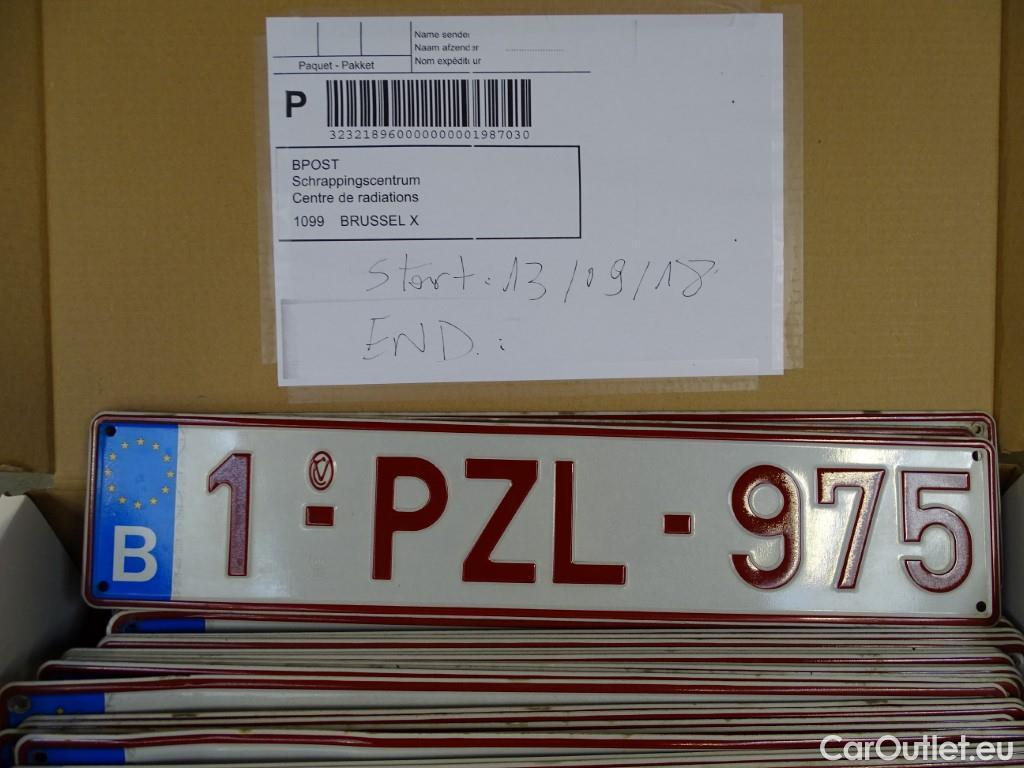 Name sender
Naam afzender
Nom expéditeur
Paquet - Pakket
P
3232189600000000001987030
BPOST
Schrappingscentrum
Centre de radiations
1099 BRUSSEL X
Start: 13/09/18
END.:
B 1-PZL-975
CarOutlet.eu